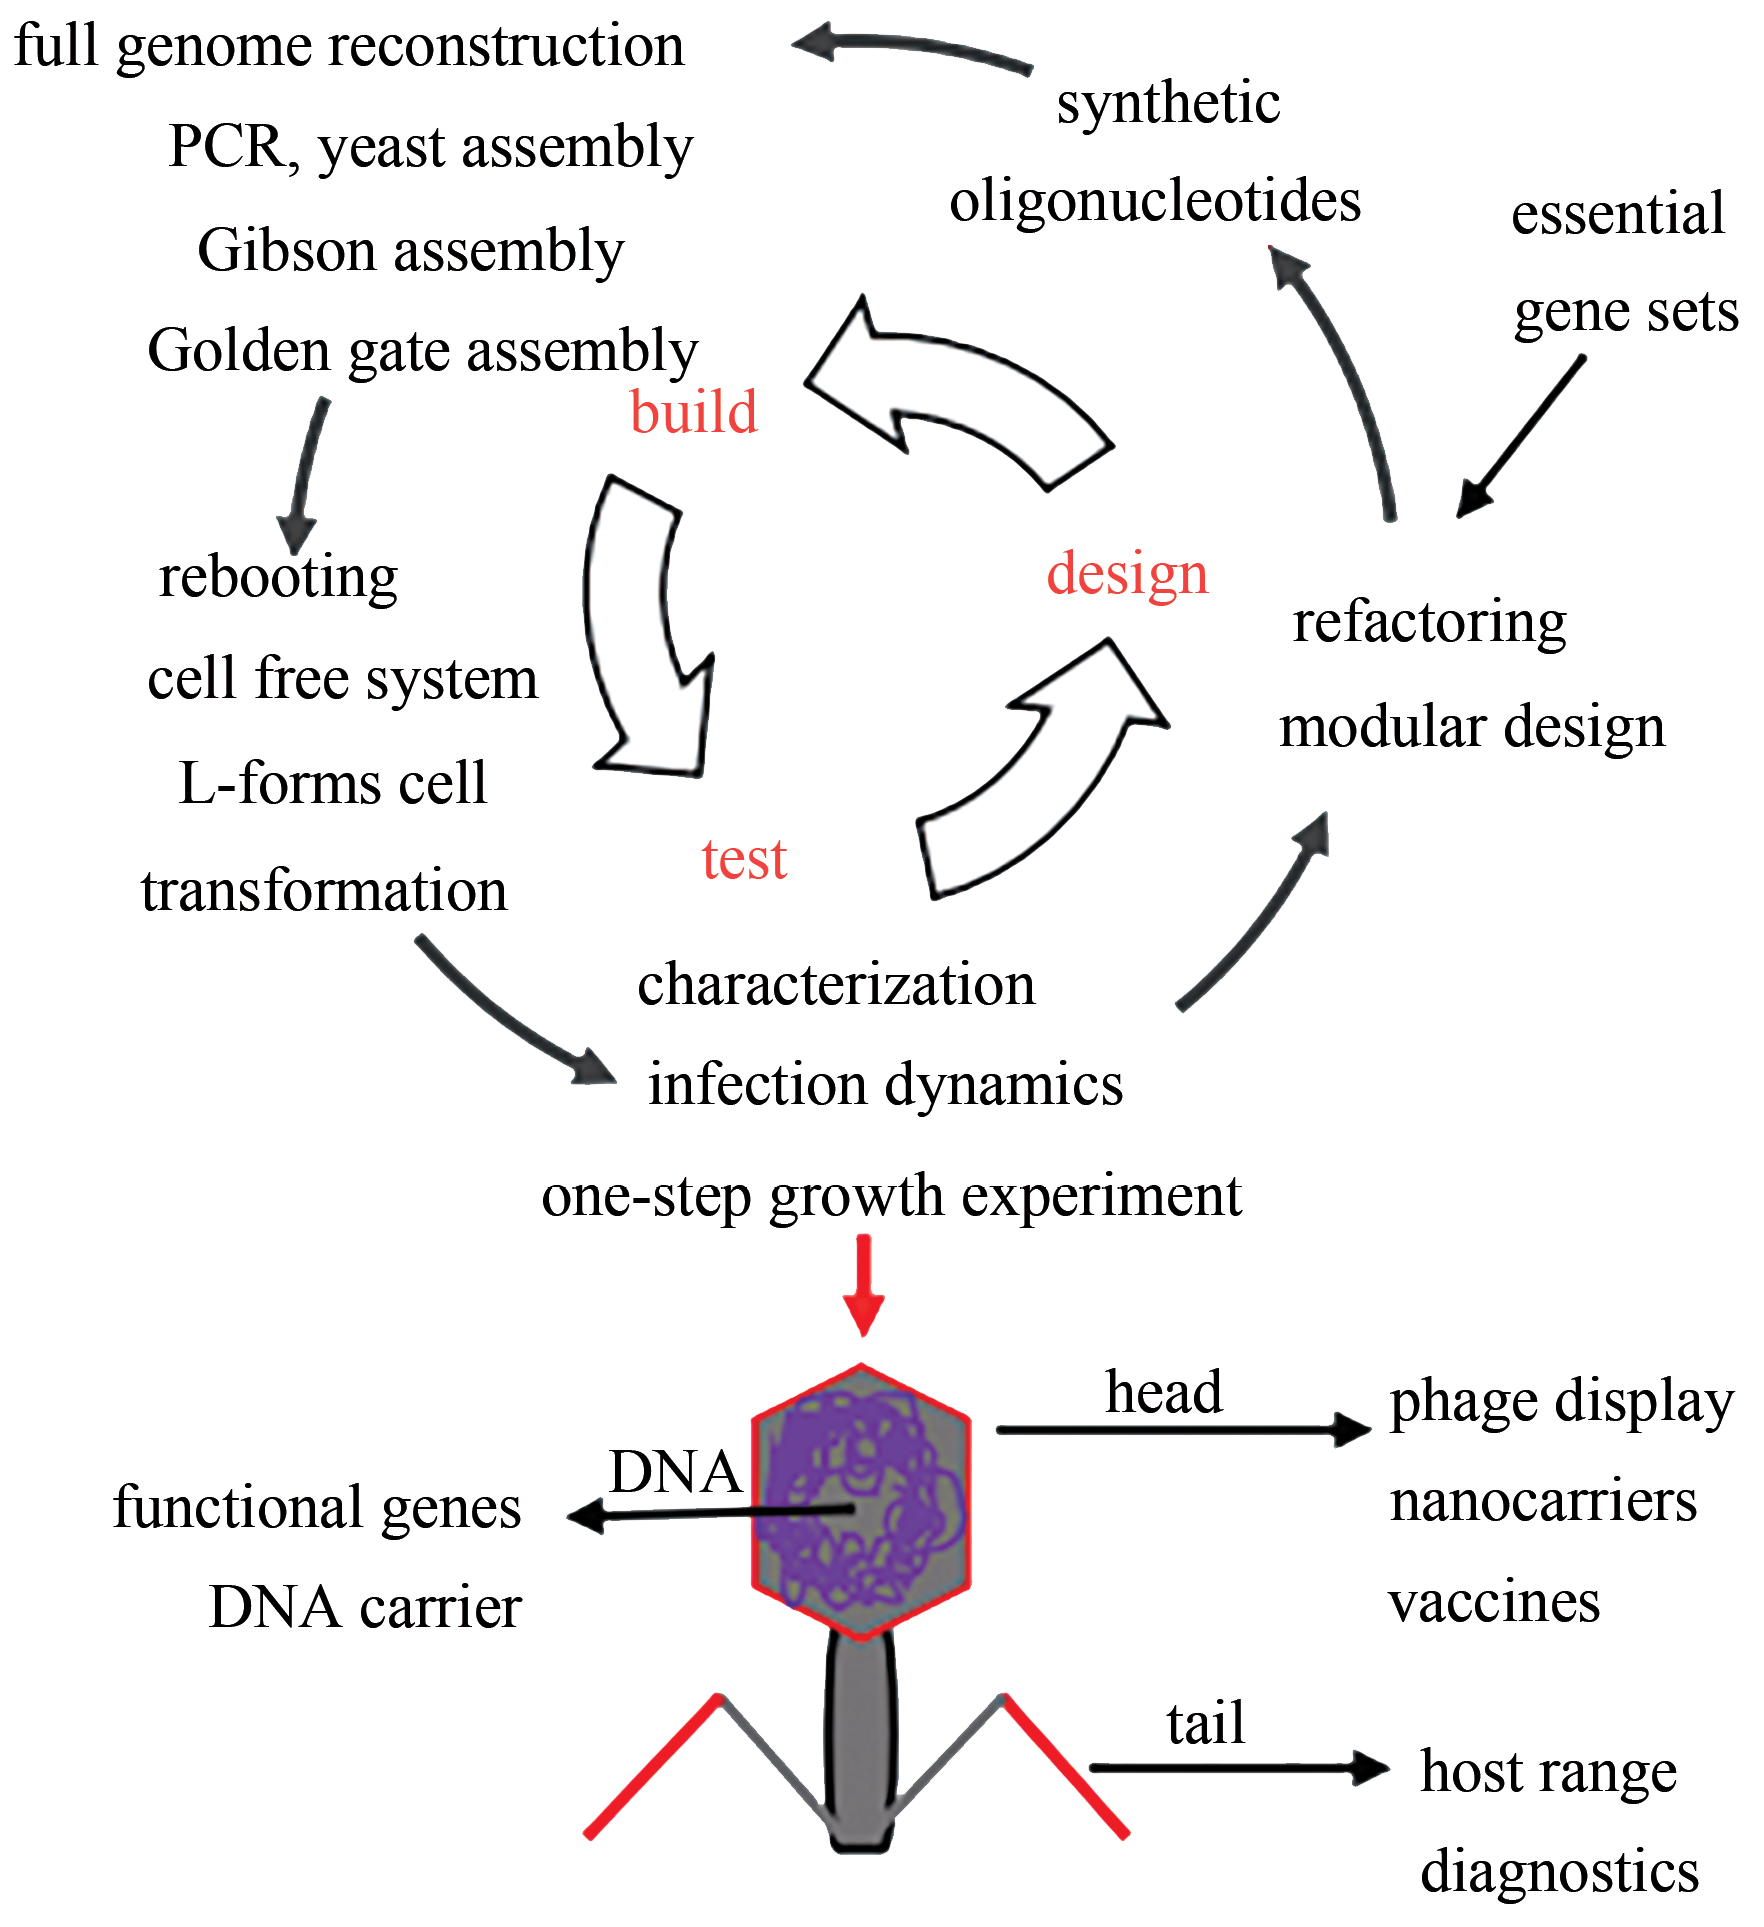 full genome reconstruction
PCR, yeast assembly
Gibson assembly
Golden gate assembly
synthetic
oligonucleotides
essential
gene sets
build
design
test
rebooting
cell free system
L-forms cell
transformation
refactoring
modular design
characterization
infection dynamics
one-step growth experiment
head
phage display
nanocarriers
vaccines
DNA
functional genes
DNA carrier
tail
host range
diagnostics